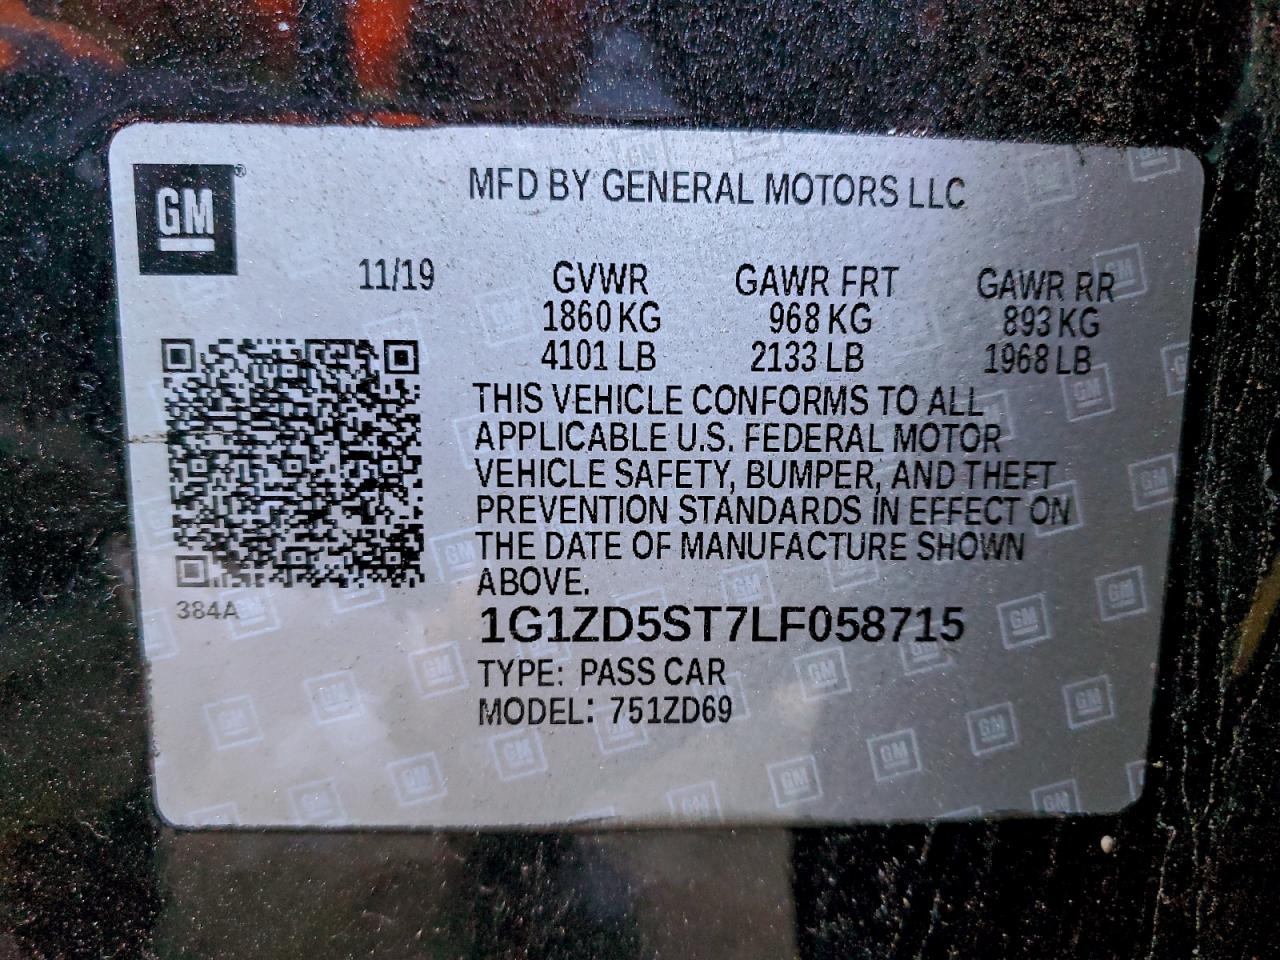 GM®
MFD BY GENERAL MOTORS LLC
11/19 GVWR GAWR FRT GAWR RR
1860 KG 968 KG 893 KG
4101 LB 2133 LB 1968 LB
THIS VEHICLE CONFORMS TO ALL
APPLICABLE U.S. FEDERAL MOTOR
VEHICLE SAFETY, BUMPER, AND THEFT
PREVENTION STANDARDS IN EFFECT ON
THE DATE OF MANUFACTURE SHOWN
ABOVE.
384A
1G1ZD5ST7LF058715
TYPE: PASS CAR
MODEL: 751ZD69